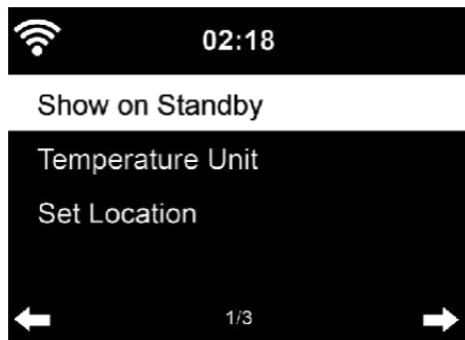 02:18
Show on Standby
Temperature Unit
Set Location
1/3